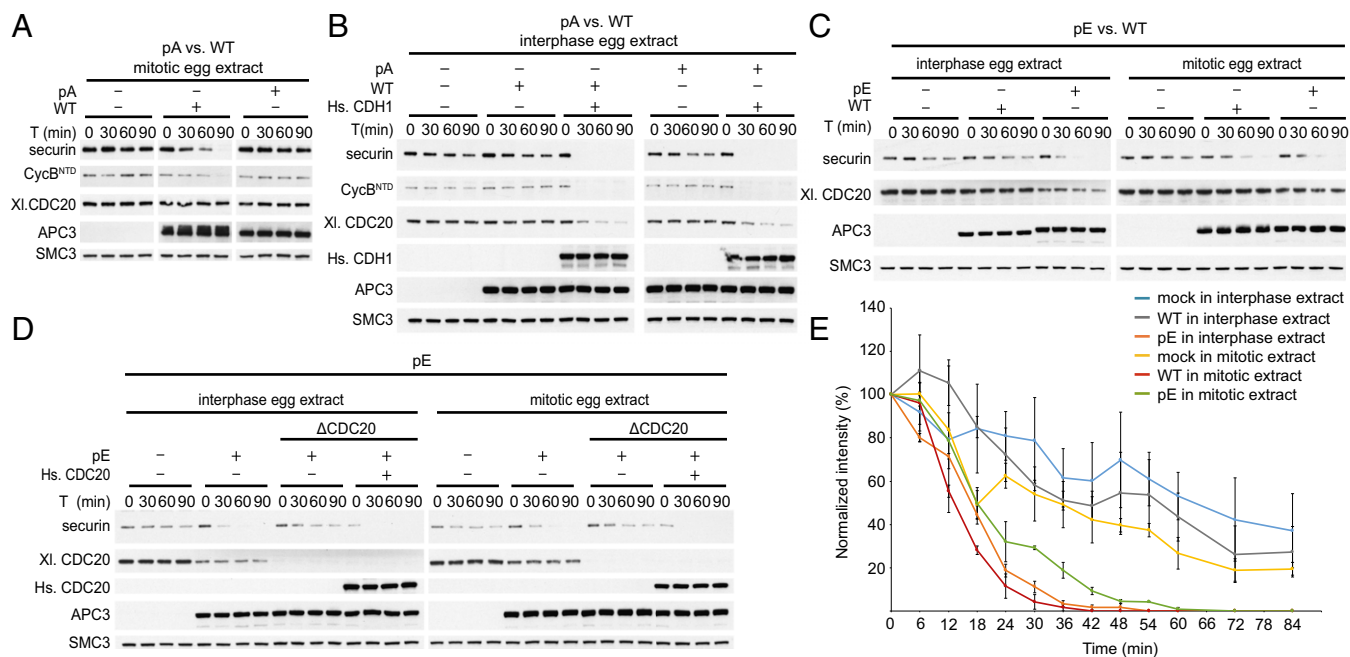 A
pA vs. WT
mitotic egg extract
pA – – +
WT – + –
T (min) 0 30 60 90 0 30 60 90 0 30 60 90
securin
CycBNTD
Xl.CDC20
APC3
SMC3
B
pA vs. WT
interphase egg extract
pA – – – + +
WT – + + – –
Hs. CDH1 – – + – +
T(min) 0 30 60 90 0 30 60 90 0 30 60 90 0 30 60 90 0 30 60 90
securin
CycBNTD
Xl. CDC20
Hs. CDH1
APC3
SMC3
C
pE vs. WT
interphase egg extract mitotic egg extract
pE – – + – – +
WT – + – – + –
T (min) 0 30 60 90 0 30 60 90 0 30 60 90 0 30 60 90 0 30 60 90 0 30 60 90
securin
Xl. CDC20
APC3
SMC3
D
pE
interphase egg extract mitotic egg extract
ΔCDC20 ΔCDC20
pE – + + + – + + +
Hs. CDC20 – – – + – – – +
T (min) 0 30 60 90 0 30 60 90 0 30 60 90 0 30 60 90 0 30 60 90 0 30 60 90 0 30 60 90 0 30 60 90
securin
Xl. CDC20
Hs. CDC20
APC3
SMC3
E
mock in interphase extract
WT in interphase extract
pE in interphase extract
mock in mitotic extract
WT in mitotic extract
pE in mitotic extract
Normalized intensity (%)
140
120
100
80
60
40
20
0 6 12 18 24 30 36 42 48 54 60 66 72 78 84
Time (min)